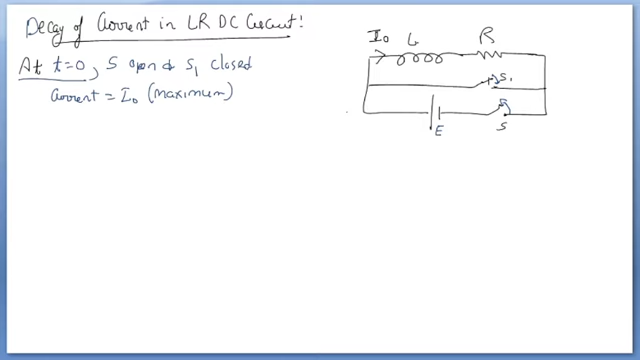 Decay of Current in LR DC Circuit!
At t=0, S open & S₁ closed
Current = I₀ (maximum)
I₀ L R
S₁
E S